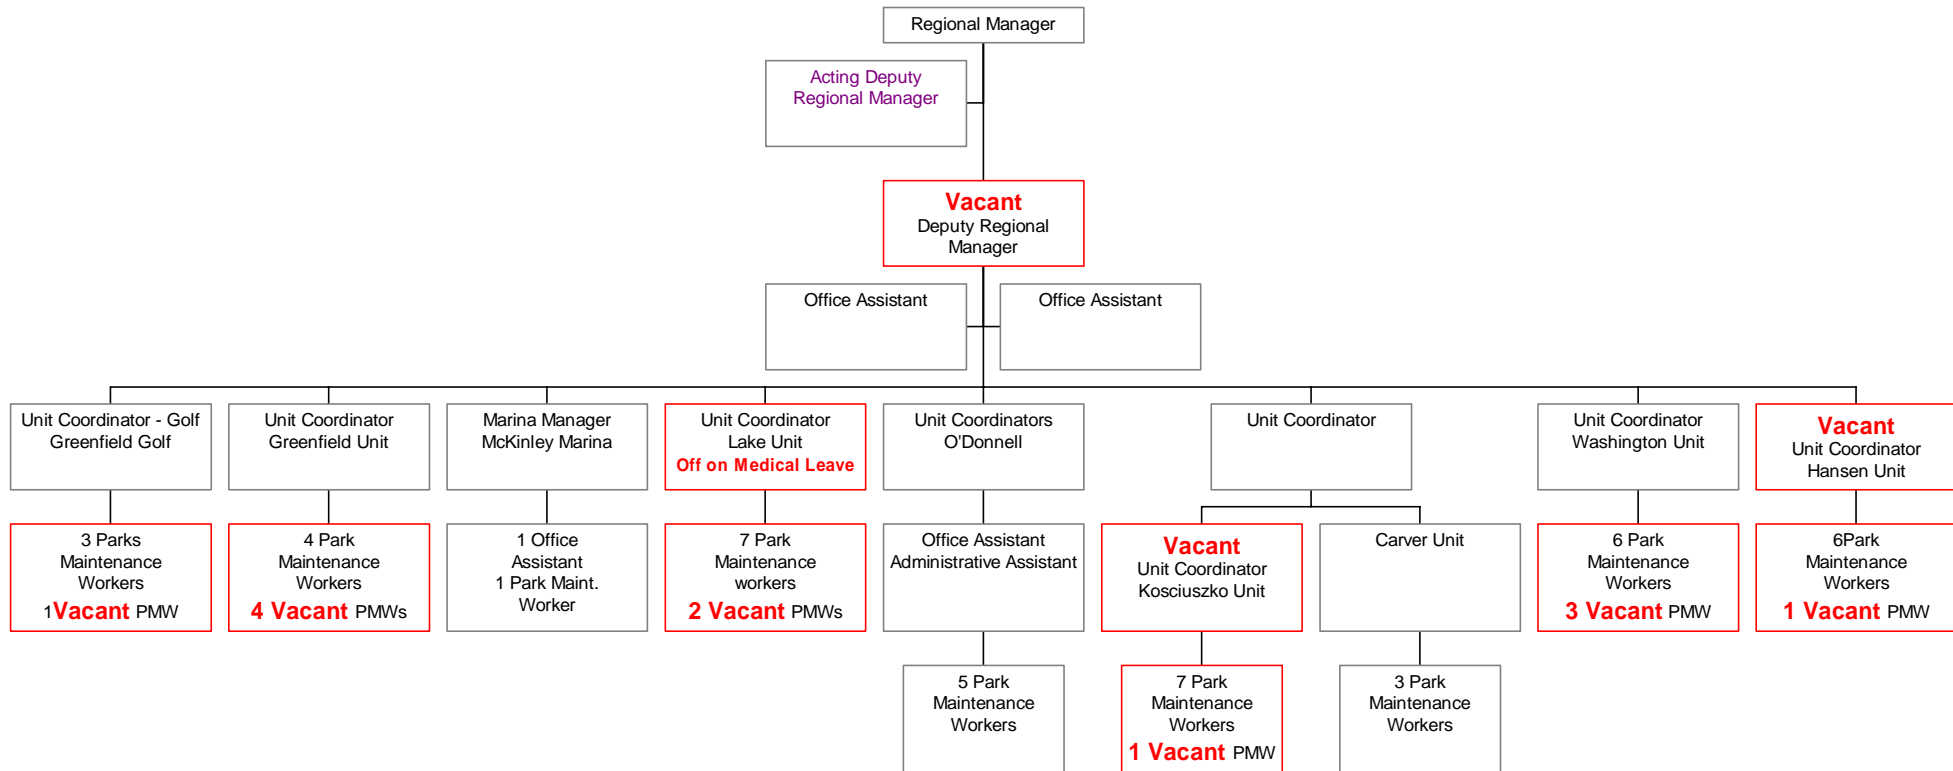 Regional Manager
Acting Deputy
Regional Manager
Vacant
Deputy Regional
Manager
Office Assistant
Office Assistant
Unit Coordinator - Golf
Greenfield Golf
Unit Coordinator
Greenfield Unit
Marina Manager
McKinley Marina
Unit Coordinator
Lake Unit
Off on Medical Leave
Unit Coordinators
O'Donnell
Unit Coordinator
Unit Coordinator
Washington Unit
Vacant
Unit Coordinator
Hansen Unit
3 Parks
Maintenance
Workers
1Vacant PMW
4 Park
Maintenance
Workers
4 Vacant PMWs
1 Office
Assistant
1 Park Maint.
Worker
7 Park
Maintenance
workers
2 Vacant PMWs
Office Assistant
Administrative Assistant
Vacant
Unit Coordinator
Kosciuszko Unit
Carver Unit
6 Park
Maintenance
Workers
3 Vacant PMW
6Park
Maintenance
Workers
1 Vacant PMW
5 Park
Maintenance
Workers
7 Park
Maintenance
Workers
1 Vacant PMW
3 Park
Maintenance
Workers